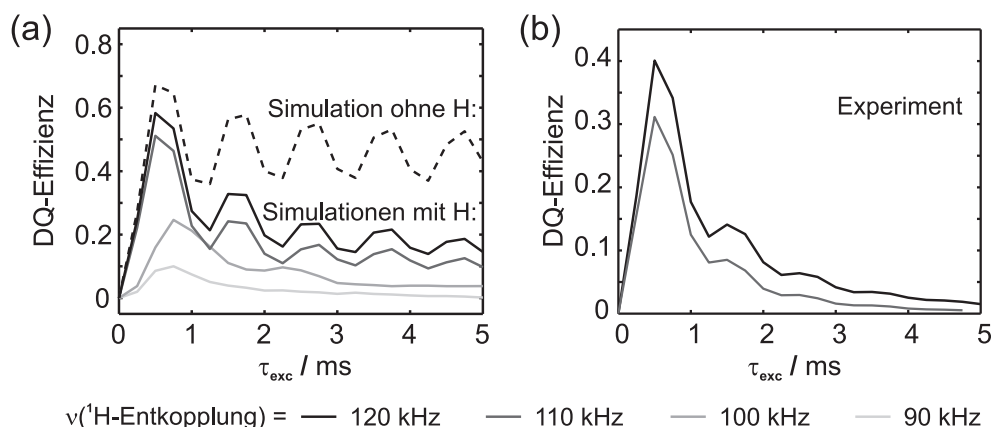 (a)
DQ-Effizienz
0.8
0.6
0.4
0.2
0
Simulation ohne H:
Simulationen mit H:
0 1 2 3 4 5
τexc / ms
(b)
DQ-Effizienz
0.4
0.3
0.2
0.1
0
Experiment
0 1 2 3 4 5
τexc / ms
ν(¹H-Entkopplung) = 120 kHz 110 kHz 100 kHz 90 kHz